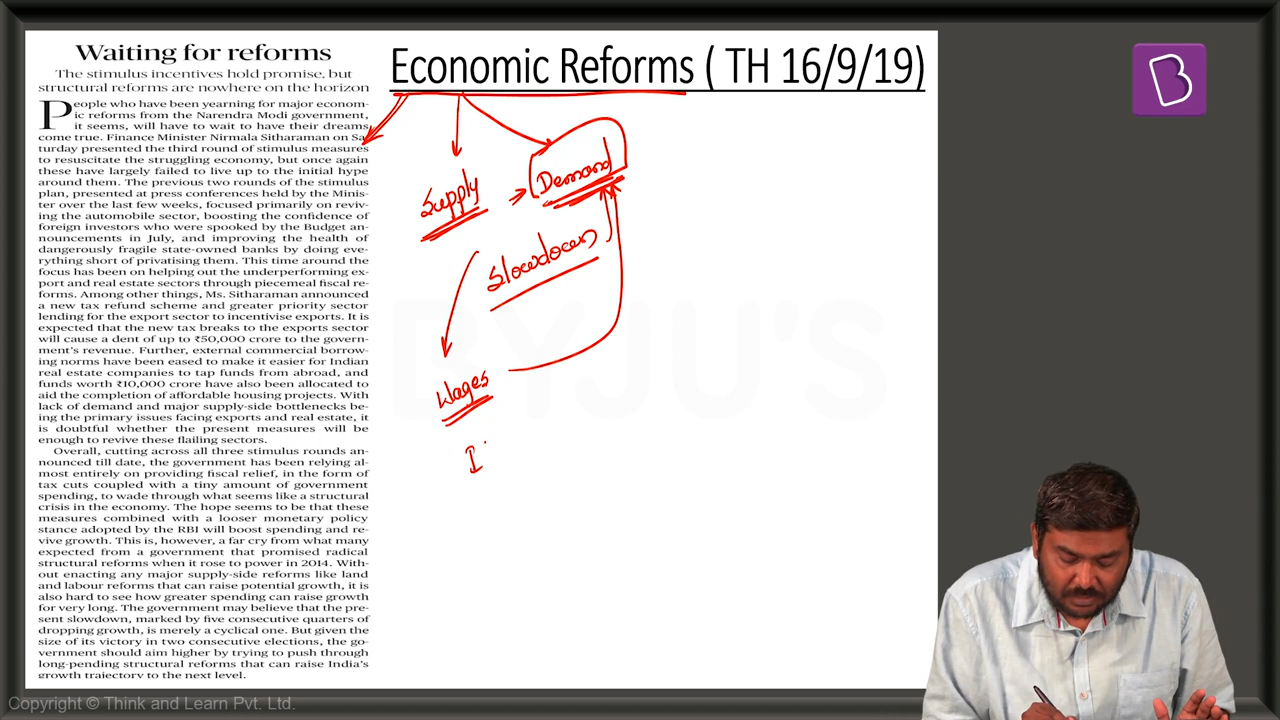 Waiting for reforms
The stimulus incentives hold promise, but
structural reforms are nowhere on the horizon
People who have been yearning for major econom-
ic reforms from the Narendra Modi government,
it seems, will have to wait to have their dreams
come true. Finance Minister Nirmala Sitharaman on Sa-
turday presented the third round of stimulus measures
to resuscitate the struggling economy, but once again
these have largely failed to live up to the initial hype
around them. The previous two rounds of the stimulus
plan, presented at press conferences held by the Minis-
ter over the last few weeks, focused primarily on reviv-
ing the automobile sector, boosting the confidence of
foreign investors who were spooked by the Budget an-
nouncements in July, and improving the health of
dangerously fragile state-owned banks by doing eve-
rything short of privatising them. This time around the
focus has been on helping out the underperforming ex-
port and real estate sectors through piecemeal fiscal re-
forms. Among other things, Ms. Sitharaman announced
a new tax refund scheme and greater priority sector
lending for the export sector to incentivise exports. It is
expected that the new tax breaks to the exports sector
will cause a dent of up to ₹50,000 crore to the govern-
ment's revenue. Further, external commercial borrow-
ing norms have been eased to make it easier for Indian
real estate companies to tap funds from abroad, and
funds worth ₹10,000 crore have also been allocated to
aid the completion of affordable housing projects. With
lack of demand and major supply-side bottlenecks be-
ing the primary issues facing exports and real estate, it
is doubtful whether the present measures will be
enough to revive these flailing sectors.
Overall, cutting across all three stimulus rounds an-
nounced till date, the government has been relying al-
most entirely on providing fiscal relief, in the form of
tax cuts coupled with a tiny amount of government
spending, to wade through what seems like a structural
crisis in the economy. The hope seems to be that these
measures combined with a looser monetary policy
stance adopted by the RBI will boost spending and re-
vive growth. This is, however, a far cry from what many
expected from a government that promised radical
structural reforms when it rose to power in 2014. With-
out enacting any major supply-side reforms like land
and labour reforms that can raise potential growth, it is
also hard to see how greater spending can raise growth
for very long. The government may believe that the pre-
sent slowdown, marked by five consecutive quarters of
dropping growth, is merely a cyclical one. But given the
size of its victory in two consecutive elections, the go-
vernment should aim higher by trying to push through
long-pending structural reforms that can raise India's
growth trajectory to the next level.
Economic Reforms ( TH 16/9/19)
Supply
Demand
Slowdown
Wages
I
BYJU'S
B
Copyright © Think and Learn Pvt. Ltd.